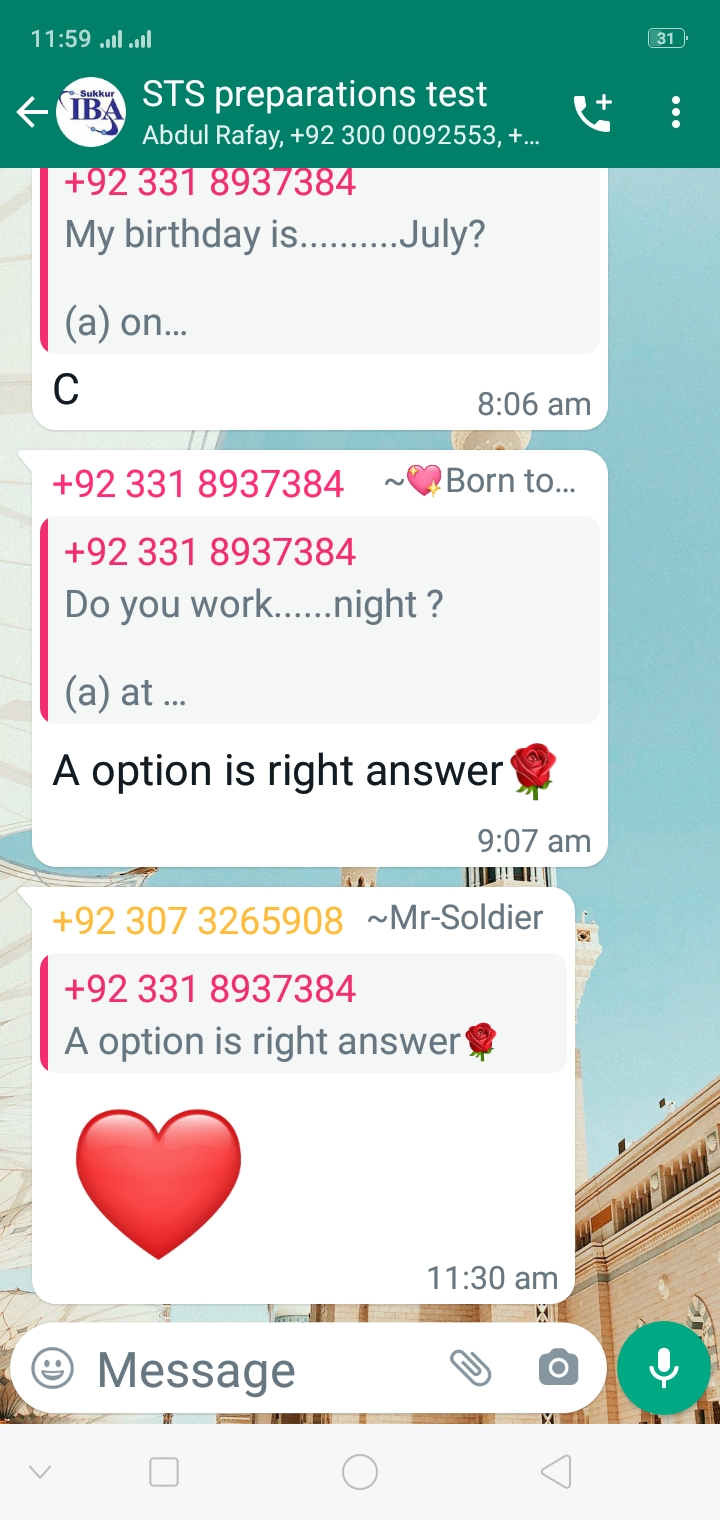 11:59
31
Sukkur
IBA
STS preparations test
Abdul Rafay, +92 300 0092553, +...
+92 331 8937384
My birthday is..........July?
(a) on...
C
8:06 am
+92 331 8937384 ~💖Born to...
+92 331 8937384
Do you work......night ?
(a) at ...
A option is right answer🌹
9:07 am
+92 307 3265908 ~Mr-Soldier
+92 331 8937384
A option is right answer🌹
❤️
11:30 am
Message